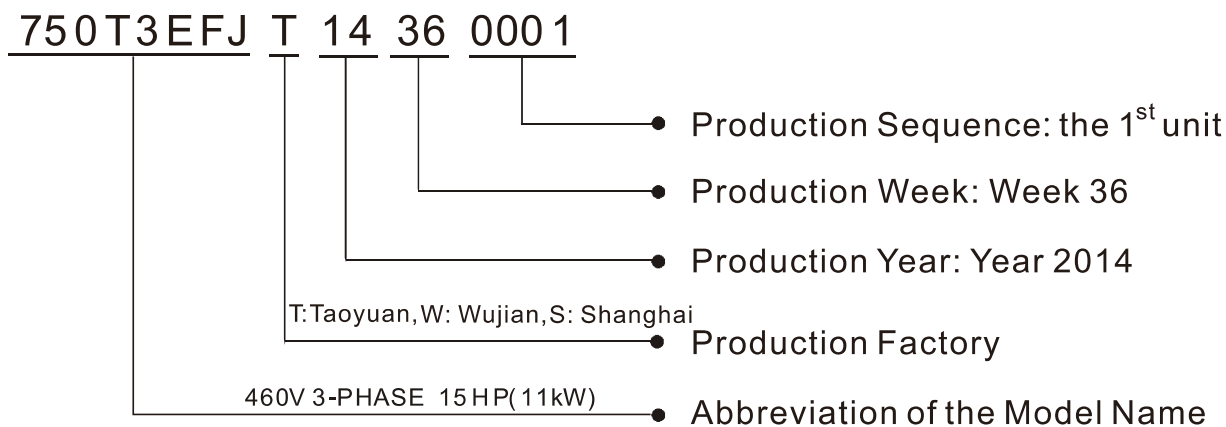 750T3EFJ T 14 36 0001
Production Sequence: the 1st unit
Production Week: Week 36
Production Year: Year 2014
T:Taoyuan,W: Wujian,S: Shanghai
Production Factory
460V 3-PHASE 15HP(11kW)
Abbreviation of the Model Name